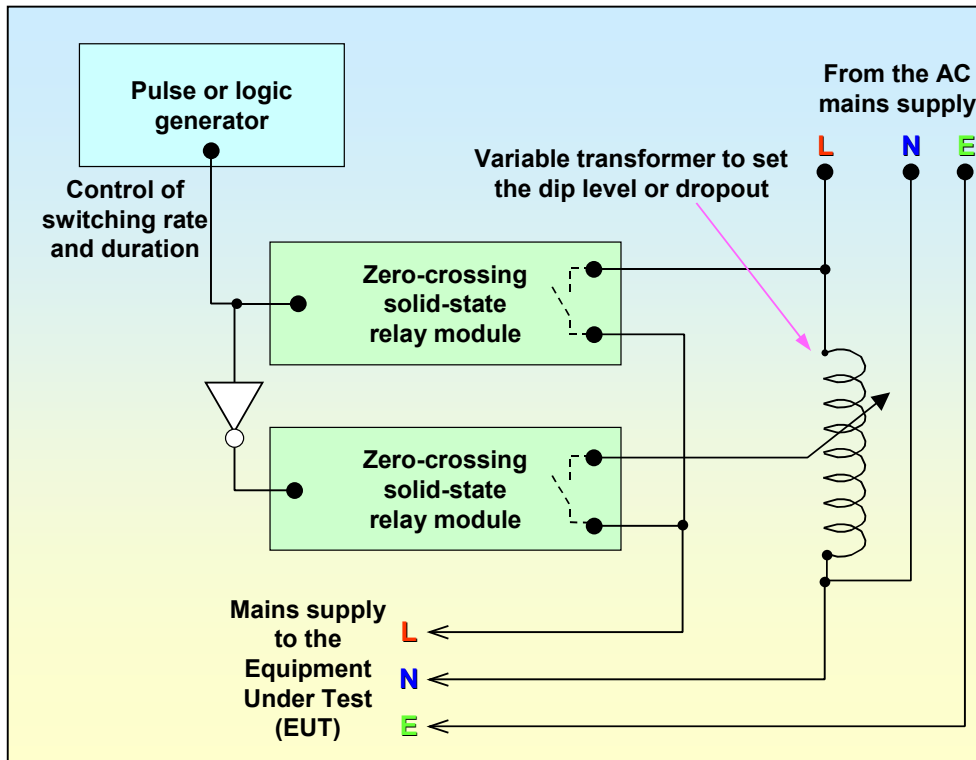 Pulse or logic
generator
Control of
switching rate
and duration
From the AC
mains supply
L N E
Variable transformer to set
the dip level or dropout
Zero-crossing
solid-state
relay module
Zero-crossing
solid-state
relay module
Mains supply
to the
Equipment
Under Test
(EUT)
L
N
E